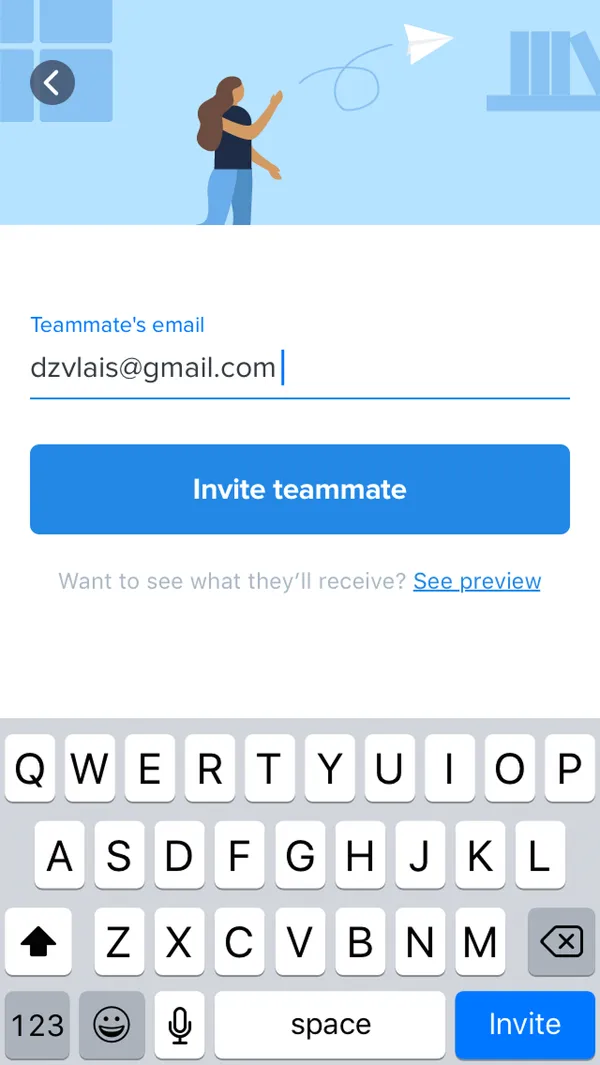 Teammate's email
dzvlais@gmail.com
Invite teammate
Want to see what they’ll receive? See preview
Q W E R T Y U I O P
A S D F G H J K L
Z X C V B N M
123 space Invite